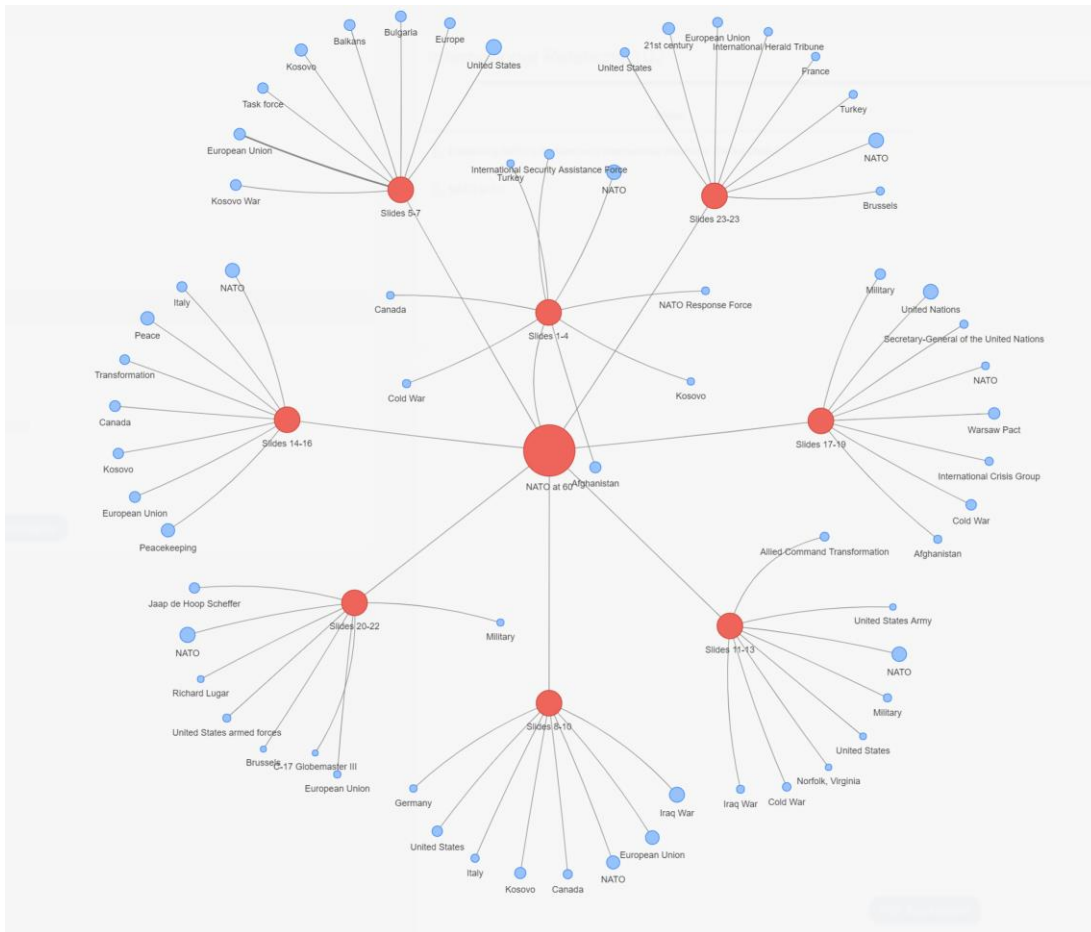 Bulgaria
Balkans
Europe
Kosovo
United States
Task force
European Union
Kosovo War
Slides 5-7
European Union
21st century
International Herald Tribune
United States
France
Turkey
NATO
Brussels
Slides 23-23
International Security Assistance Force
Turkey
NATO
Canada
NATO Response Force
Slides 1-4
Cold War
Kosovo
Afghanistan
NATO
Italy
Peace
Transformation
Canada
Slides 14-16
Kosovo
European Union
Peacekeeping
NATO at 60
Military
United Nations
Secretary-General of the United Nations
NATO
Warsaw Pact
Slides 17-19
International Crisis Group
Cold War
Afghanistan
Jaap de Hoop Scheffer
Slides 20-22
Military
NATO
Richard Lugar
United States armed forces
Brussels
C-17 Globemaster III
European Union
Allied Command Transformation
United States Army
Slides 11-13
NATO
Military
United States
Norfolk, Virginia
Cold War
Iraq War
Slides 8-10
Germany
United States
Italy
Kosovo
Canada
NATO
European Union
Iraq War